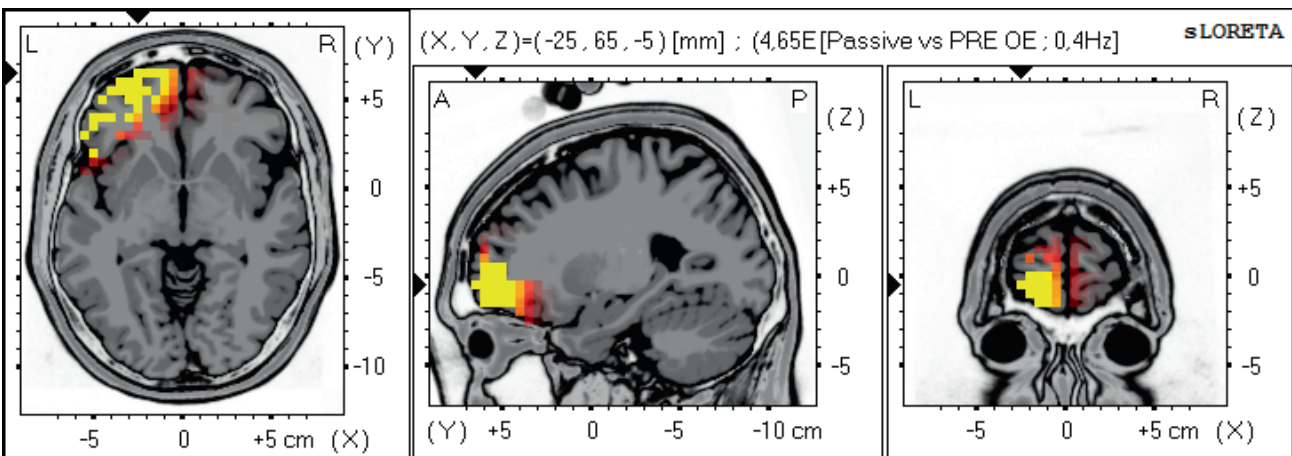 (X, Y, Z)=(-25, 65, -5) [mm] ; (4,65E[Passive vs PRE OE ; 0,4Hz]
sLORETA
L R (Y)
+5
0
-5
-10
-5 0 +5 cm (X)
A P (Z)
+5
0
-5
(Y) +5 0 -5 -10 cm
L R (Z)
+5
0
-5
-5 0 +5 cm (X)